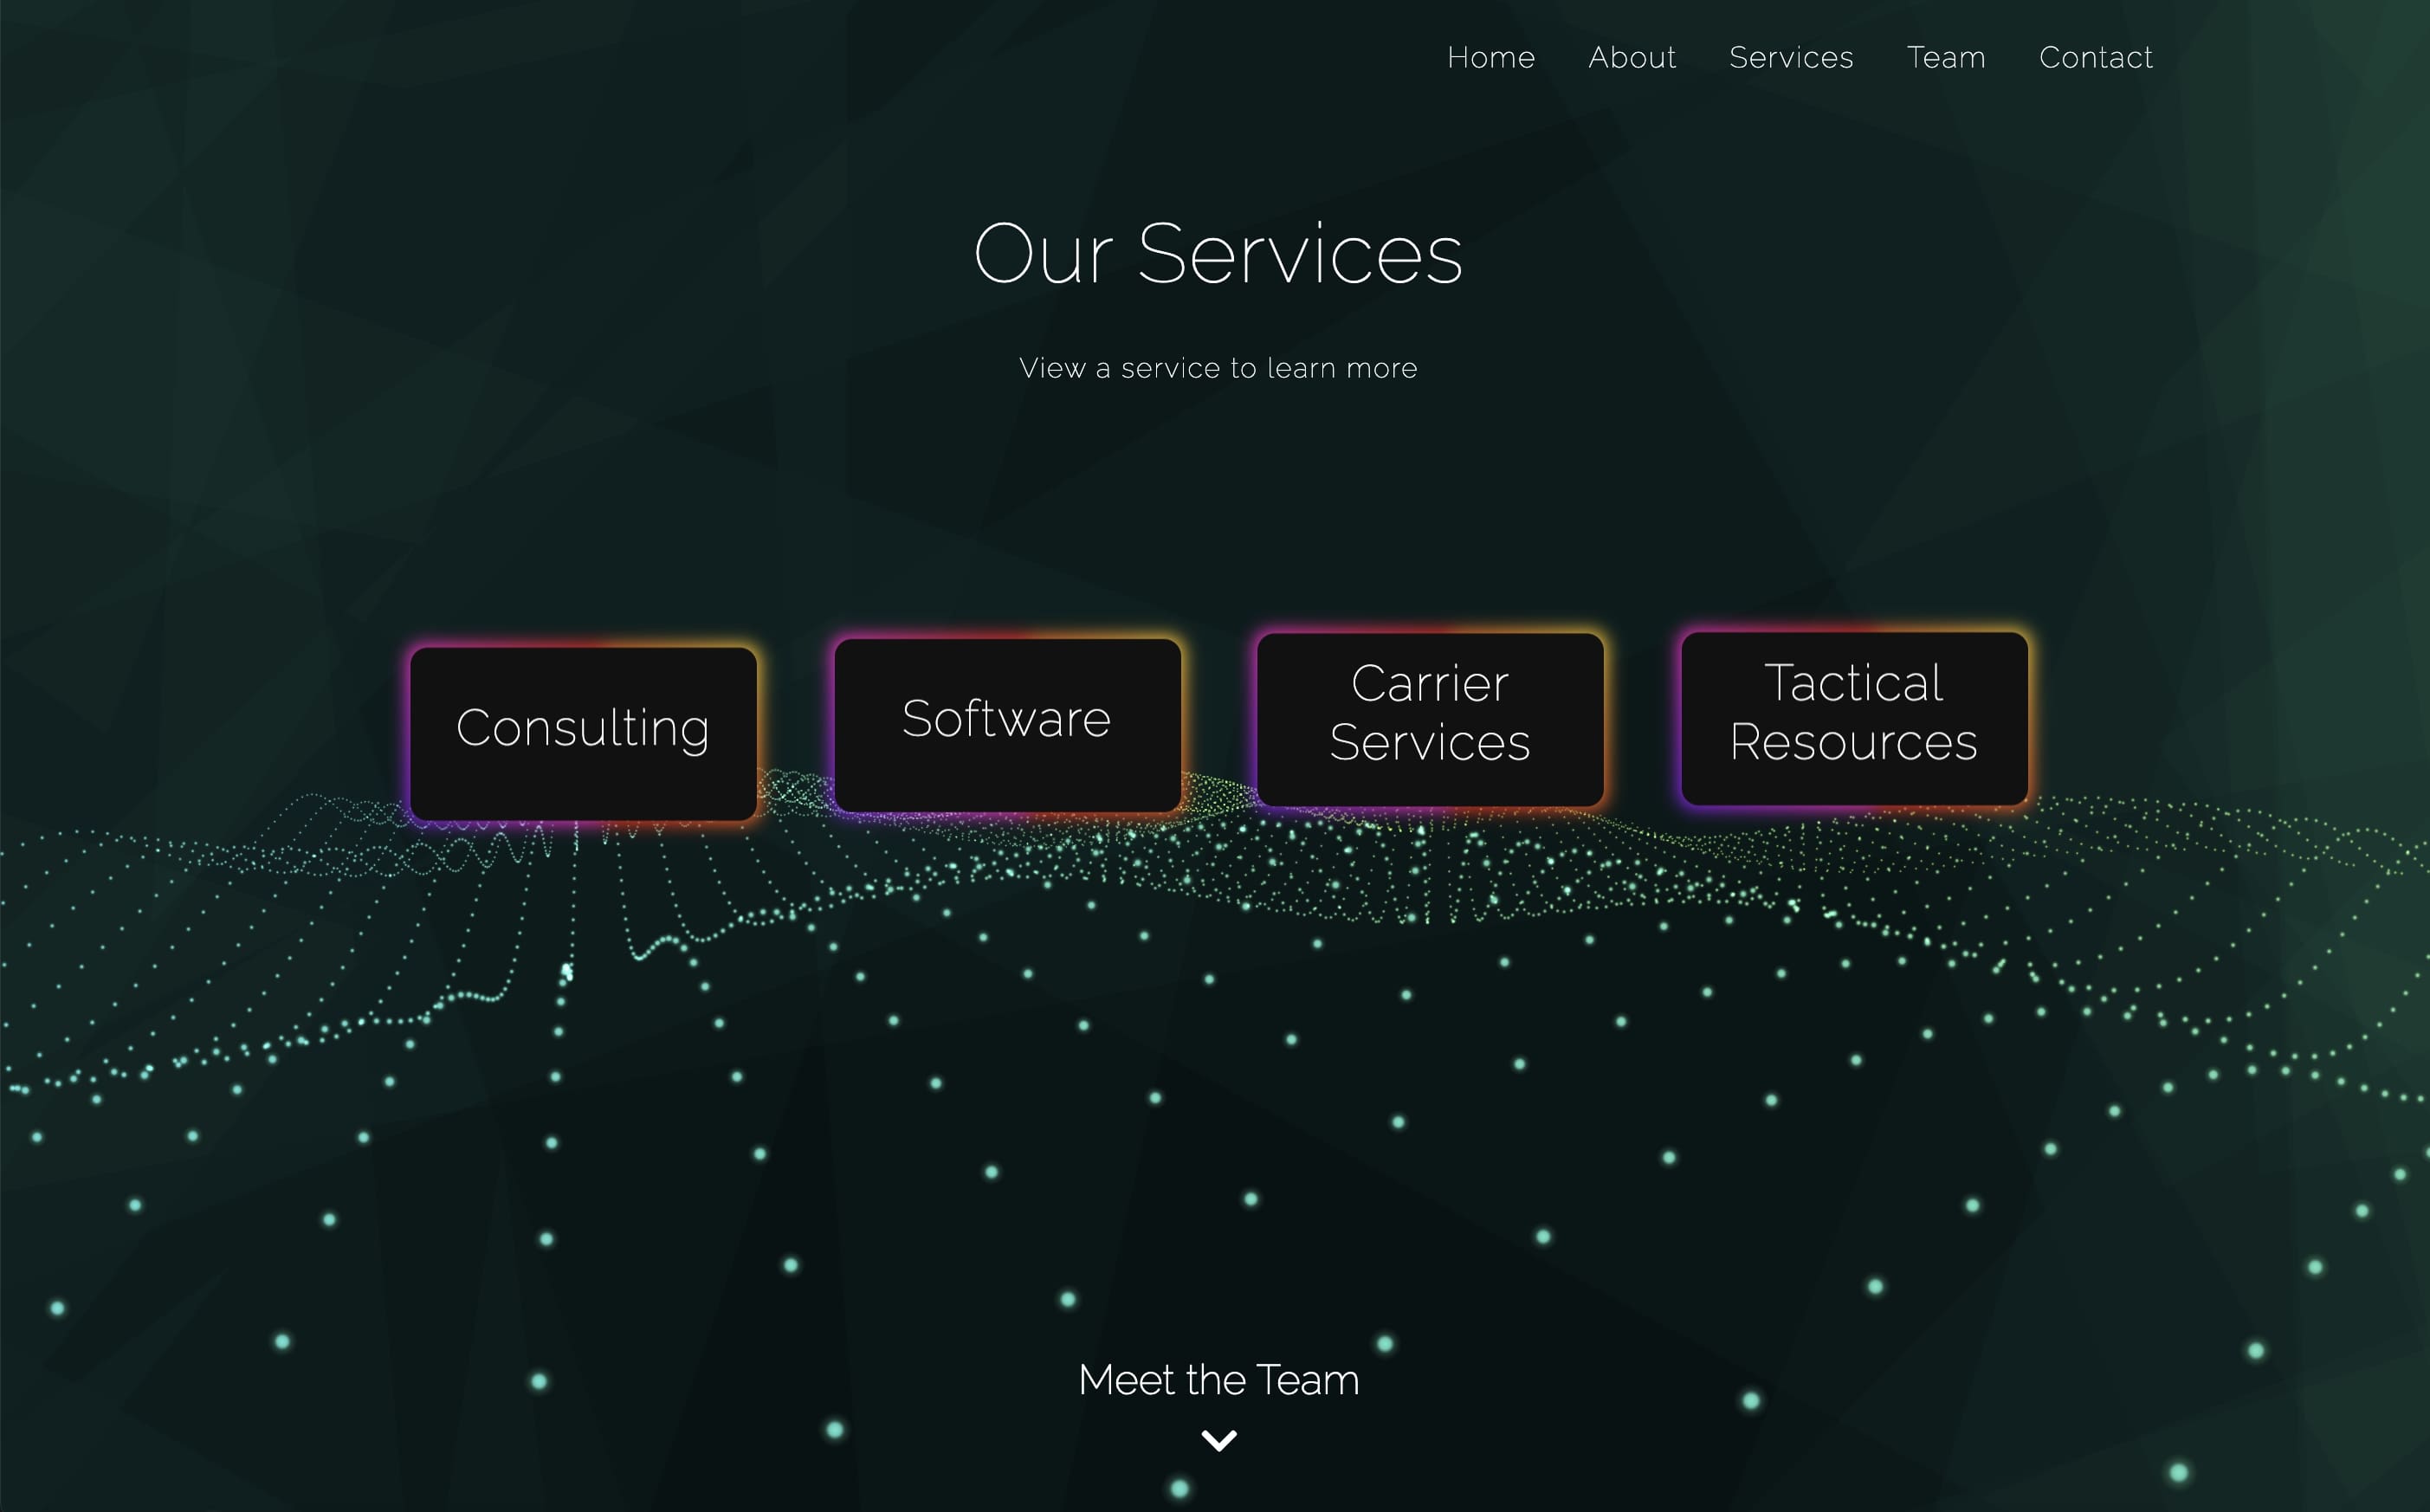 Home About Services Team Contact
Our Services
View a service to learn more
Consulting
Software
Carrier
Services
Tactical
Resources
Meet the Team